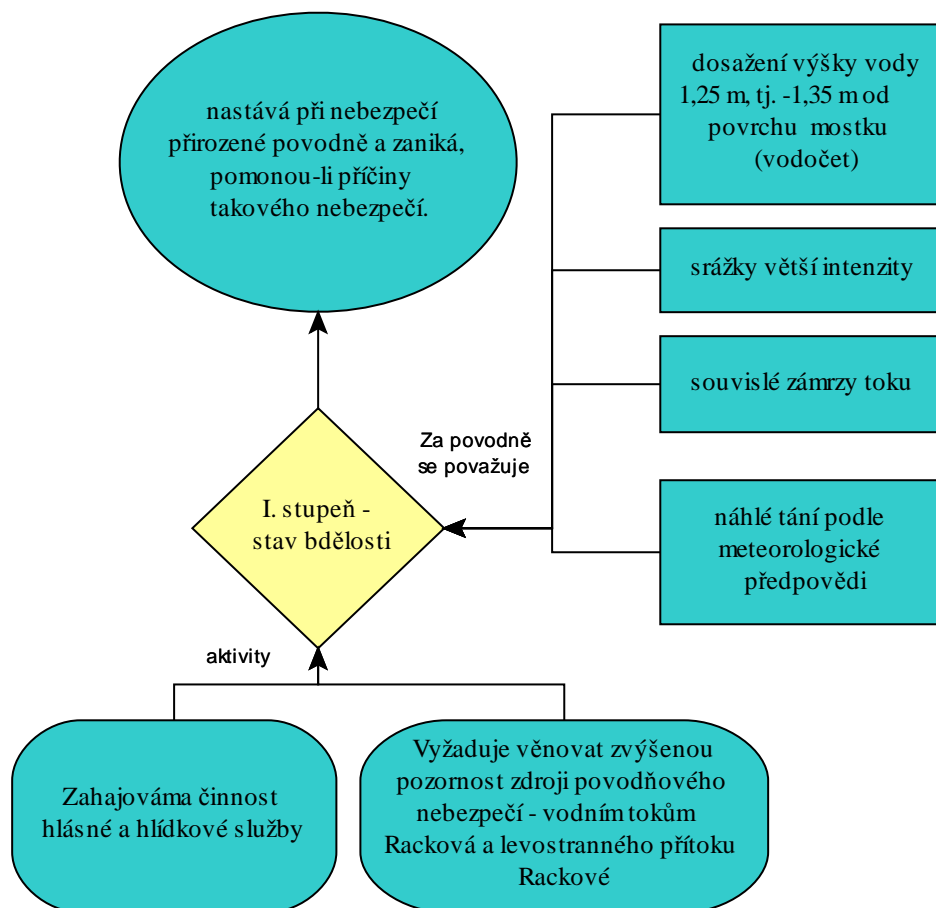 nastává při nebezpečí
přirozené povodně a zaniká,
pomonou-li příčiny
takového nebezpečí.
dosažení výšky vody
1,25 m, tj. -1,35 m od
povrchu mostku
(vodočet)
srážky větší intenzity
souvislé zámrzy toku
Za povodně
se považuje
I. stupeň -
stav bdělosti
náhlé tání podle
meteorologické
předpovědi
aktivity
Zahajováma činnost
hlásné a hlídkové služby
Vyžaduje věnovat zvýšenou
pozornost zdroji povodňového
nebezpečí - vodním tokům
Racková a levostranného přítoku
Rackové